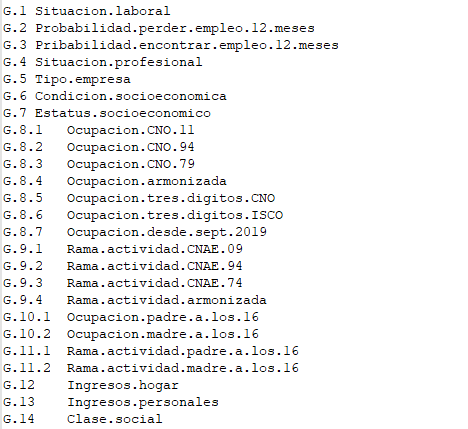 G.1 Situacion.laboral
G.2 Probabilidad.perder.empleo.12.meses
G.3 Pribabilidad.encontrar.empleo.12.meses
G.4 Situacion.profesional
G.5 Tipo.empresa
G.6 Condicion.socioeconomica
G.7 Estatus.socioeconomico
G.8.1 Ocupacion.CNO.11
G.8.2 Ocupacion.CNO.94
G.8.3 Ocupacion.CNO.79
G.8.4 Ocupacion.armonizada
G.8.5 Ocupacion.tres.digitos.CNO
G.8.6 Ocupacion.tres.digitos.ISCO
G.8.7 Ocupacion.desde.sept.2019
G.9.1 Rama.actividad.CNAE.09
G.9.2 Rama.actividad.CNAE.94
G.9.3 Rama.actividad.CNAE.74
G.9.4 Rama.actividad.armonizada
G.10.1 Ocupacion.padre.a.los.16
G.10.2 Ocupacion.madre.a.los.16
G.11.1 Rama.actividad.padre.a.los.16
G.11.2 Rama.actividad.madre.a.los.16
G.12 Ingresos.hogar
G.13 Ingresos.personales
G.14 Clase.social